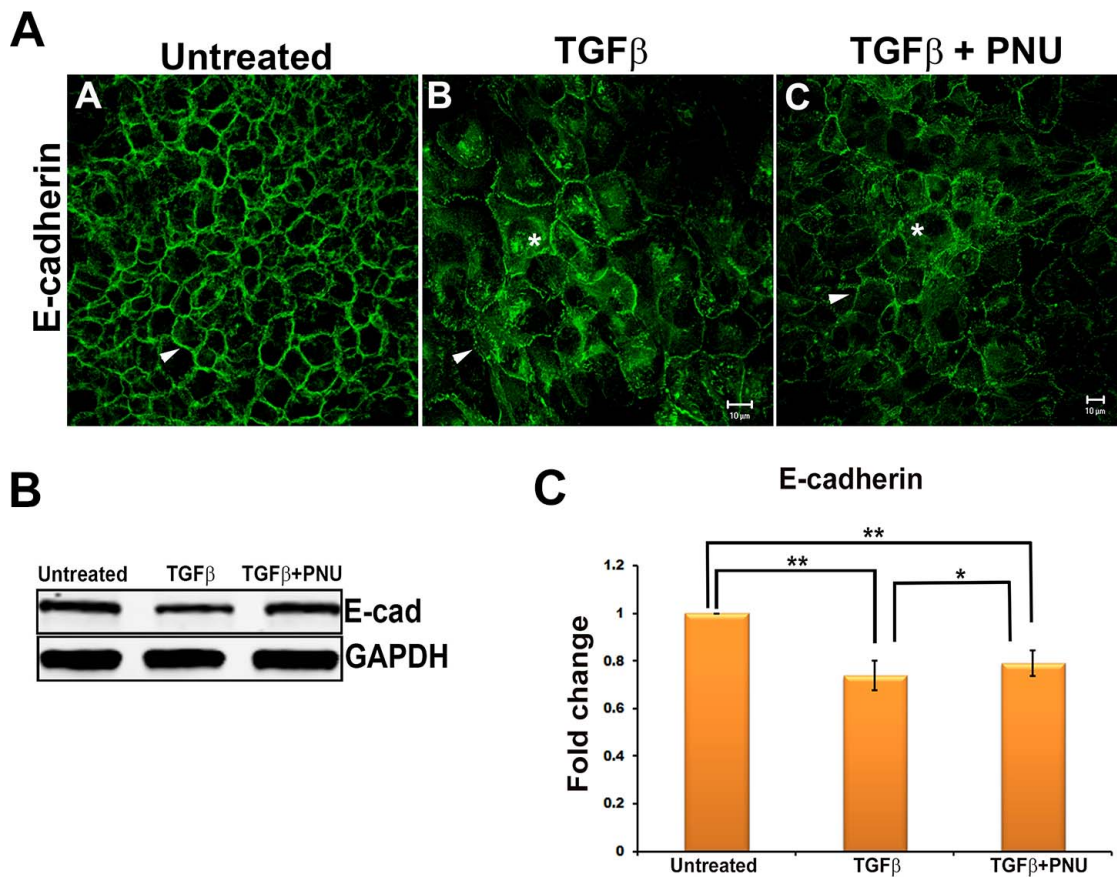 A
Untreated
TGFβ
TGFβ + PNU
E-cadherin
A
B
C
*
*
10 µm
10 µm
B
Untreated TGFβ TGFβ+PNU
E-cad
GAPDH
C
E-cadherin
**
**
*
Fold change
1.2
1
0.8
0.6
0.4
0.2
0
Untreated TGFβ TGFβ+PNU